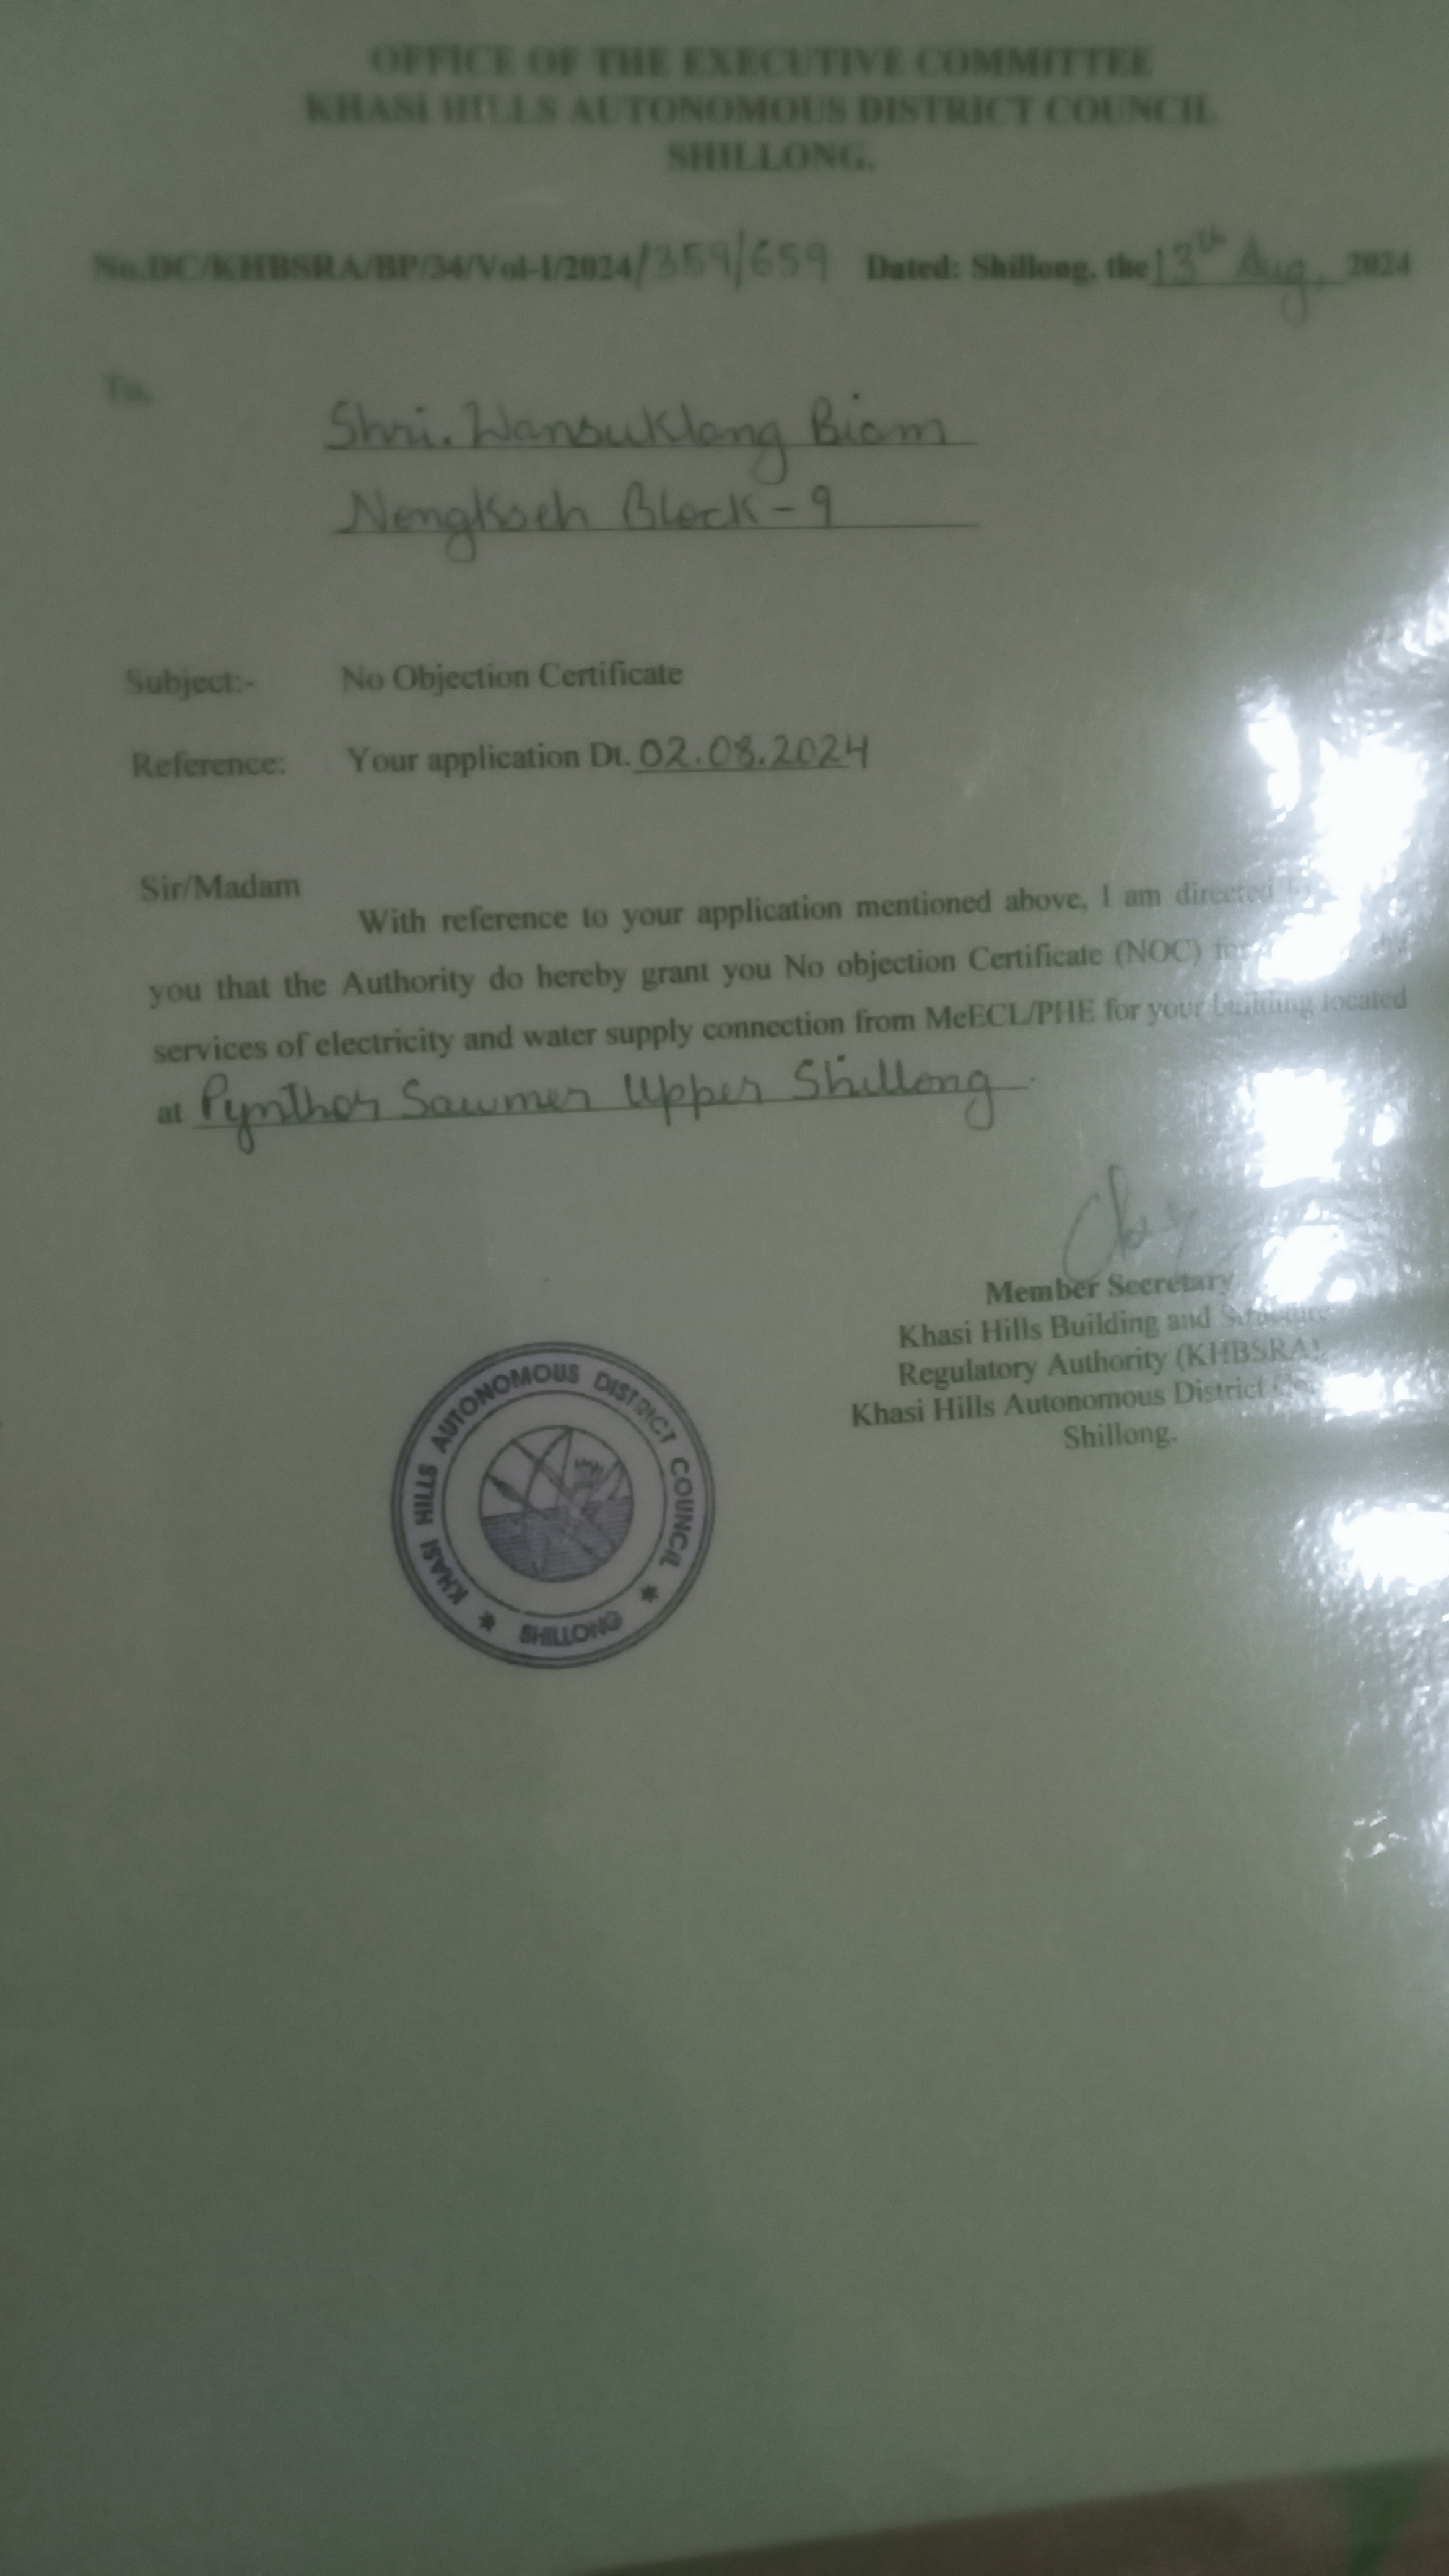 OFFICE OF THE EXECUTIVE COMMITTEE
KHASI HILLS AUTONOMOUS DISTRICT COUNCIL
SHILLONG.
No.DC/KHBSRA/BP/34/Vol-I/2024/359/659 Dated: Shillong, the 13th Aug. 2024
To,
Shri. Wansuklang Biam
Nongkseh Block - 9
Subject:- No Objection Certificate
Reference: Your application Dt. 02.08.2024
Sir/Madam
With reference to your application mentioned above, I am directed
you that the Authority do hereby grant you No objection Certificate (NOC) for
services of electricity and water supply connection from MeECL/PHE for your building located
at Pynthor Sawmer Upper Shillong.
Member Secretary
Khasi Hills Building and Structure
Regulatory Authority (KHBSRA)
Khasi Hills Autonomous District
Shillong.
KHASI HILLS AUTONOMOUS DISTRICT COUNCIL
SHILLONG